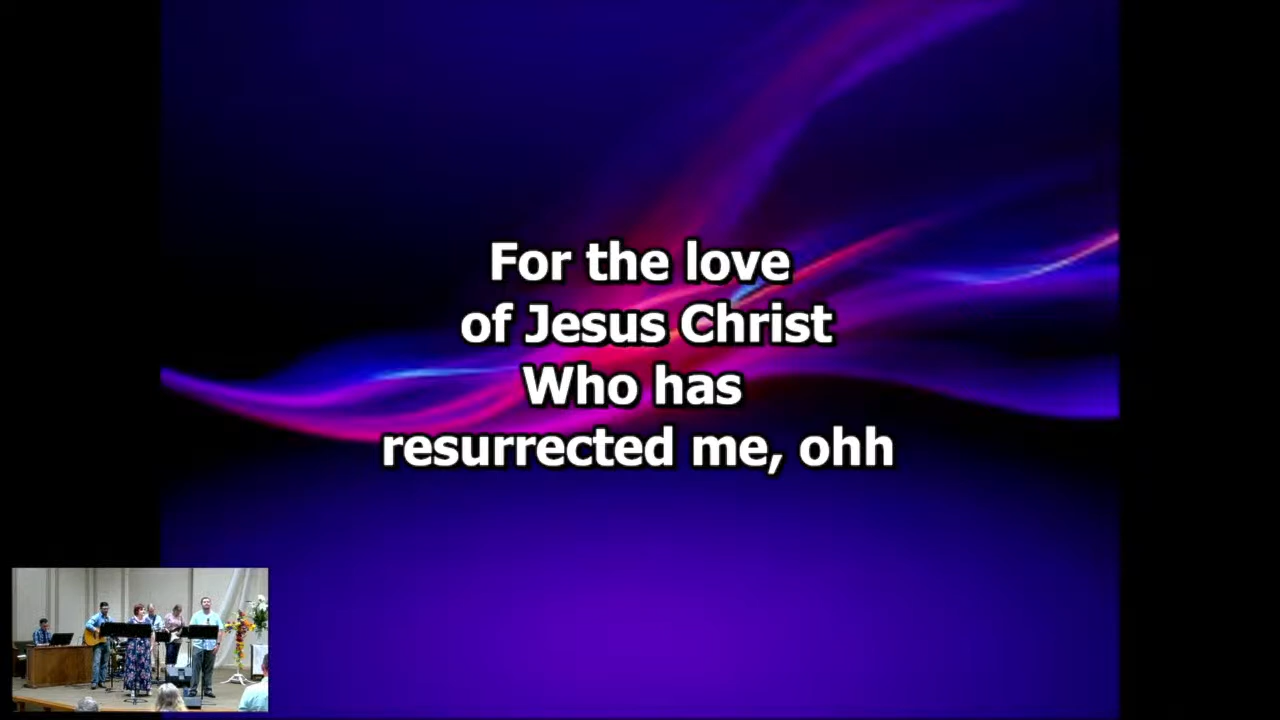 For the love
of Jesus Christ
Who has
resurrected me, ohh